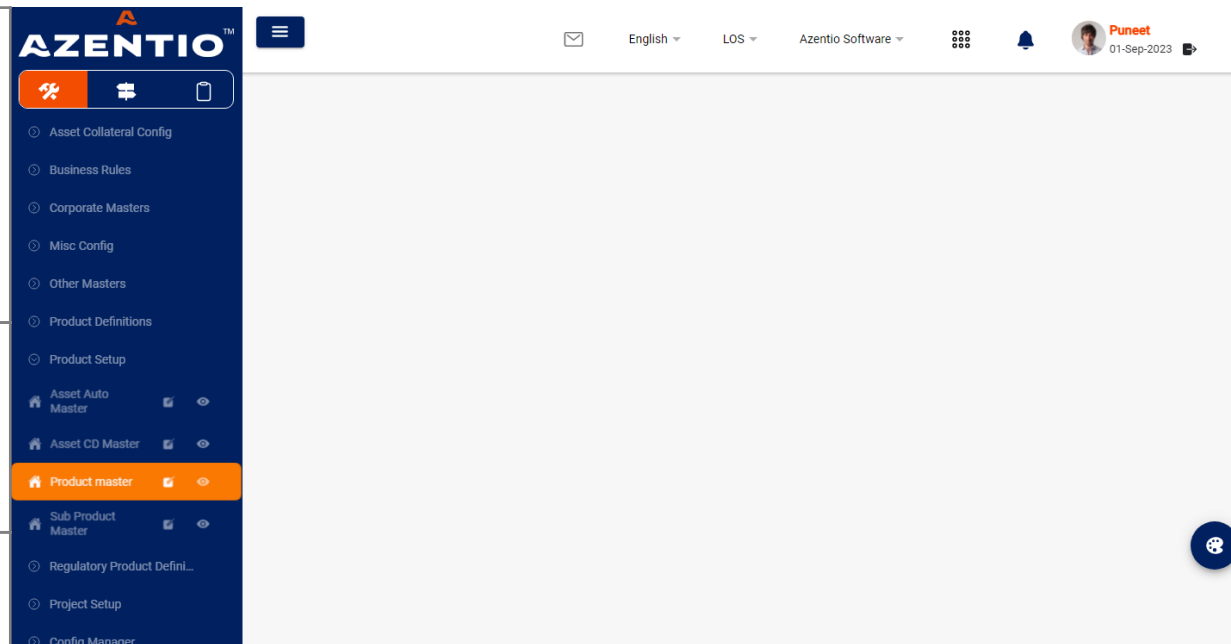 AZENTIO™
English
LOS
Azentio Software
Puneet
01-Sep-2023
Asset Collateral Config
Business Rules
Corporate Masters
Misc Config
Other Masters
Product Definitions
Product Setup
Asset Auto
Master
Asset CD Master
Product master
Sub Product
Master
Regulatory Product Defini...
Project Setup
Config Manager